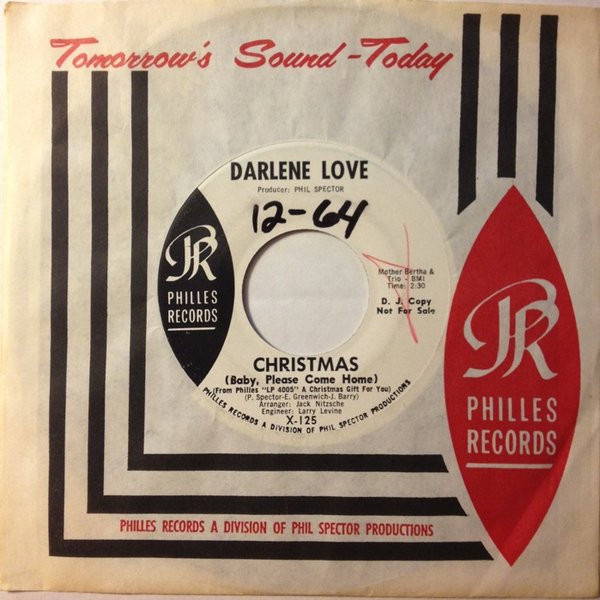 Tomorrow's Sound - Today
DARLENE LOVE
Producer: PHIL SPECTOR
12-64
PR
PHILLES
RECORDS
Mother Bertha &
Trio - BMI
Time: 2:30
D. J. Copy
Not For Sale
CHRISTMAS
(Baby, Please Come Home)
(From Philles "LP 4005" A Christmas Gift For You)
(P. Spector-E. Greenwich-J. Barry)
Arranger: Jack Nitzsche
Engineer: Larry Levine
X-125
PHILLES RECORDS A DIVISION OF PHIL SPECTOR PRODUCTIONS
PR
PHILLES
RECORDS
PHILLES RECORDS A DIVISION OF PHIL SPECTOR PRODUCTIONS